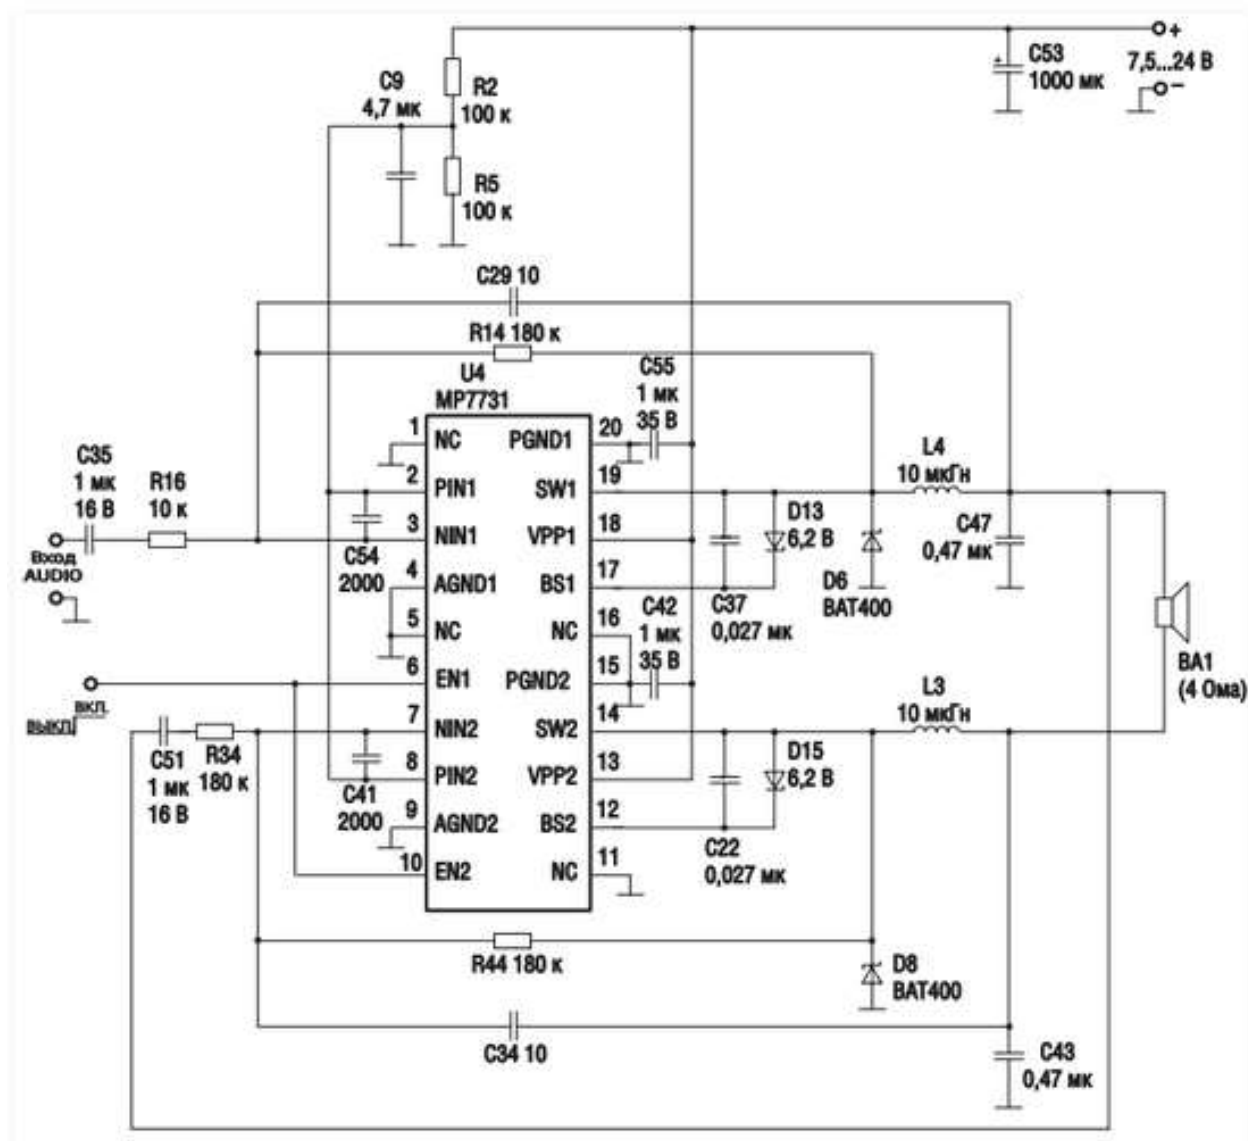 +
C53
1000 мк
7,5...24 В
−
C9
4,7 мк
R2
100 к
R5
100 к
C29 10
R14 180 к
U4
MP7731
C55
1 мк
35 В
C35
1 мк
16 В
R16
10 к
Вход
AUDIO
1 NC
2 PIN1
3 NIN1
4 AGND1
5 NC
6 EN1
7 NIN2
8 PIN2
9 AGND2
10 EN2
PGND1 20
SW1 19
VPP1 18
BS1 17
NC 16
PGND2 15
SW2 14
VPP2 13
BS2 12
NC 11
C54
2000
L4
10 мкГн
D13
6,2 В
C47
0,47 мк
D6
BAT400
C37
0,027 мк
C42
1 мк
35 В
BA1
(4 Ома)
L3
10 мкГн
ВКЛ.
ВЫКЛ.
C51
1 мк
16 В
R34
180 к
C41
2000
D15
6,2 В
C22
0,027 мк
R44 180 к
D8
BAT400
C34 10
C43
0,47 мк